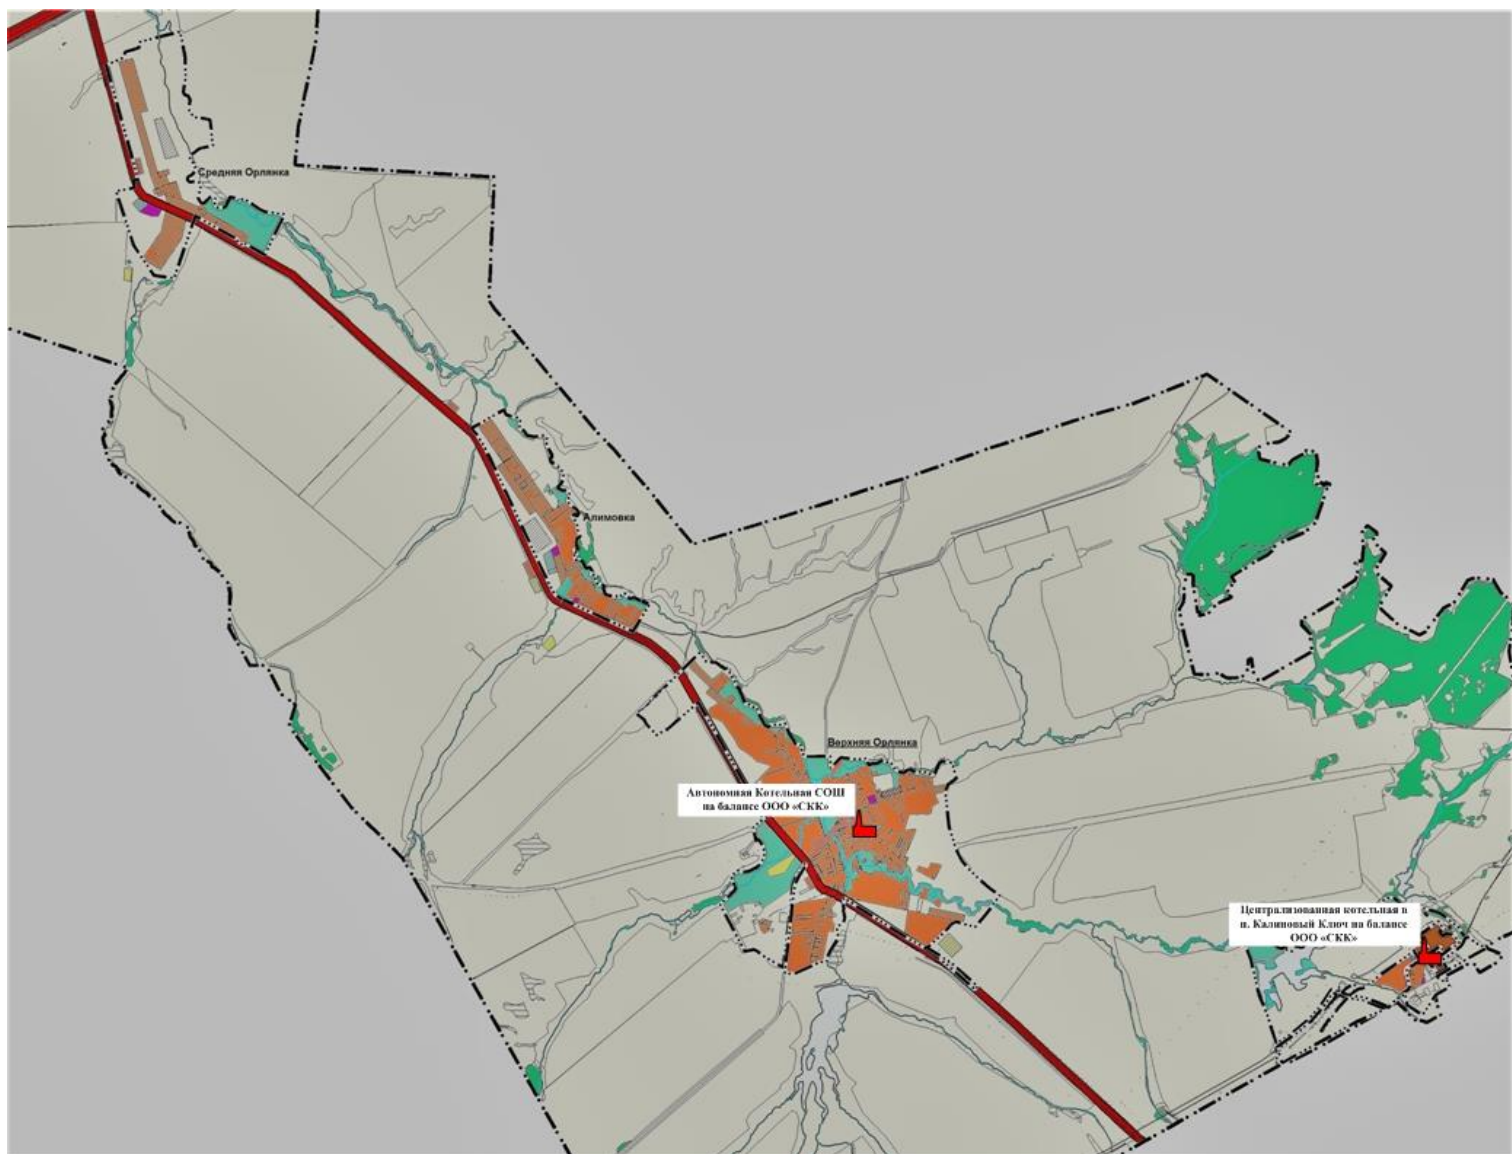 Средняя Орлянка
Алимовка
Верхняя Орлянка
Автономная Котельная СОШ
на балансе ООО «СКК»
Централизованная котельная в
п. Калиновый Ключ на балансе
ООО «СКК»